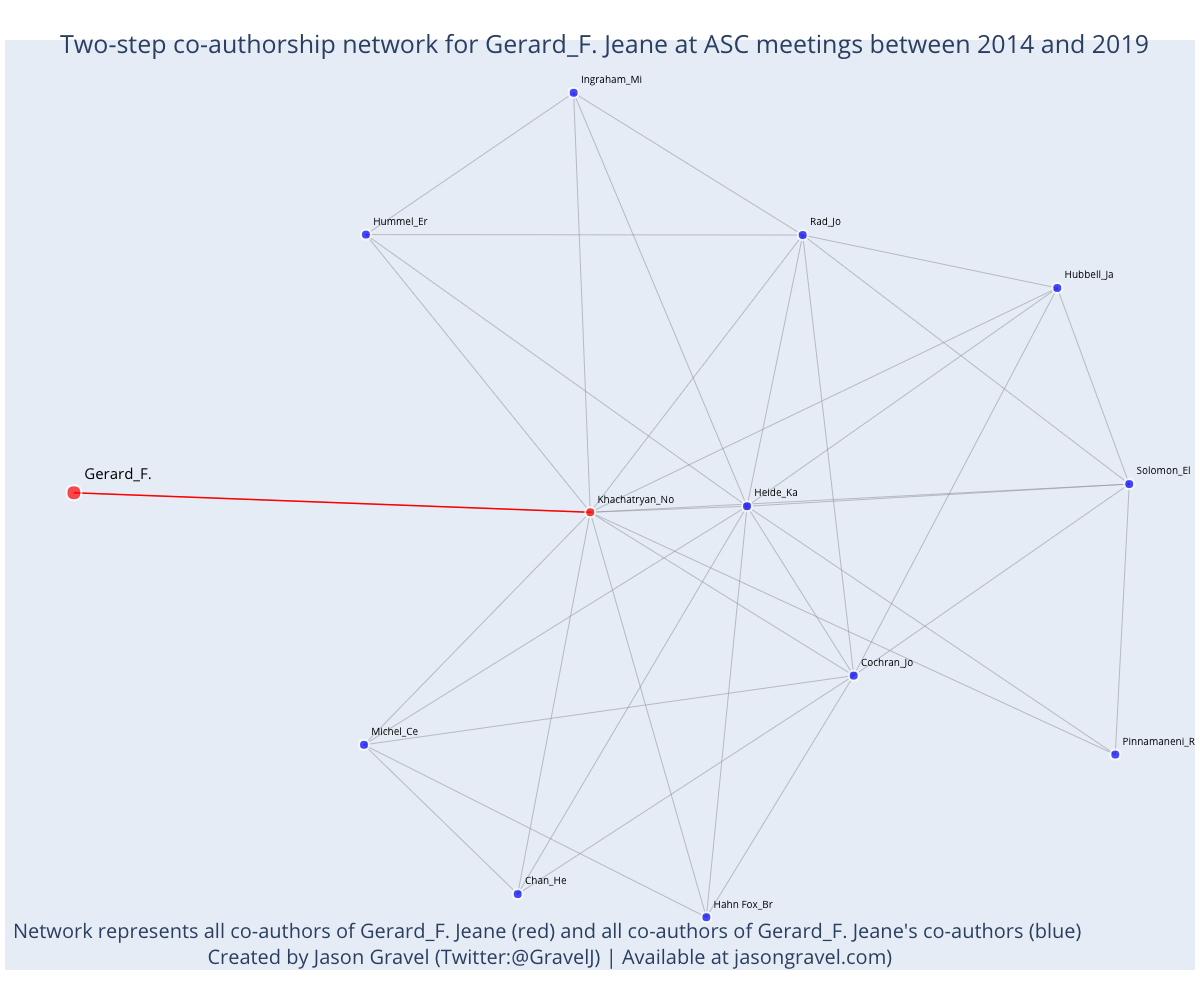 Two-step co-authorship network for Gerard_F. Jeane at ASC meetings between 2014 and 2019
Ingraham_Mi
Hummel_Er
Rad_Jo
Hubbell_Ja
Gerard_F.
Solomon_El
Khachatryan_No
Heide_Ka
Cochran_Jo
Michel_Ce
Pinnamaneni_R
Chan_He
Hahn Fox_Br
Network represents all co-authors of Gerard_F. Jeane (red) and all co-authors of Gerard_F. Jeane's co-authors (blue)
Created by Jason Gravel (Twitter:@GravelJ) | Available at jasongravel.com)